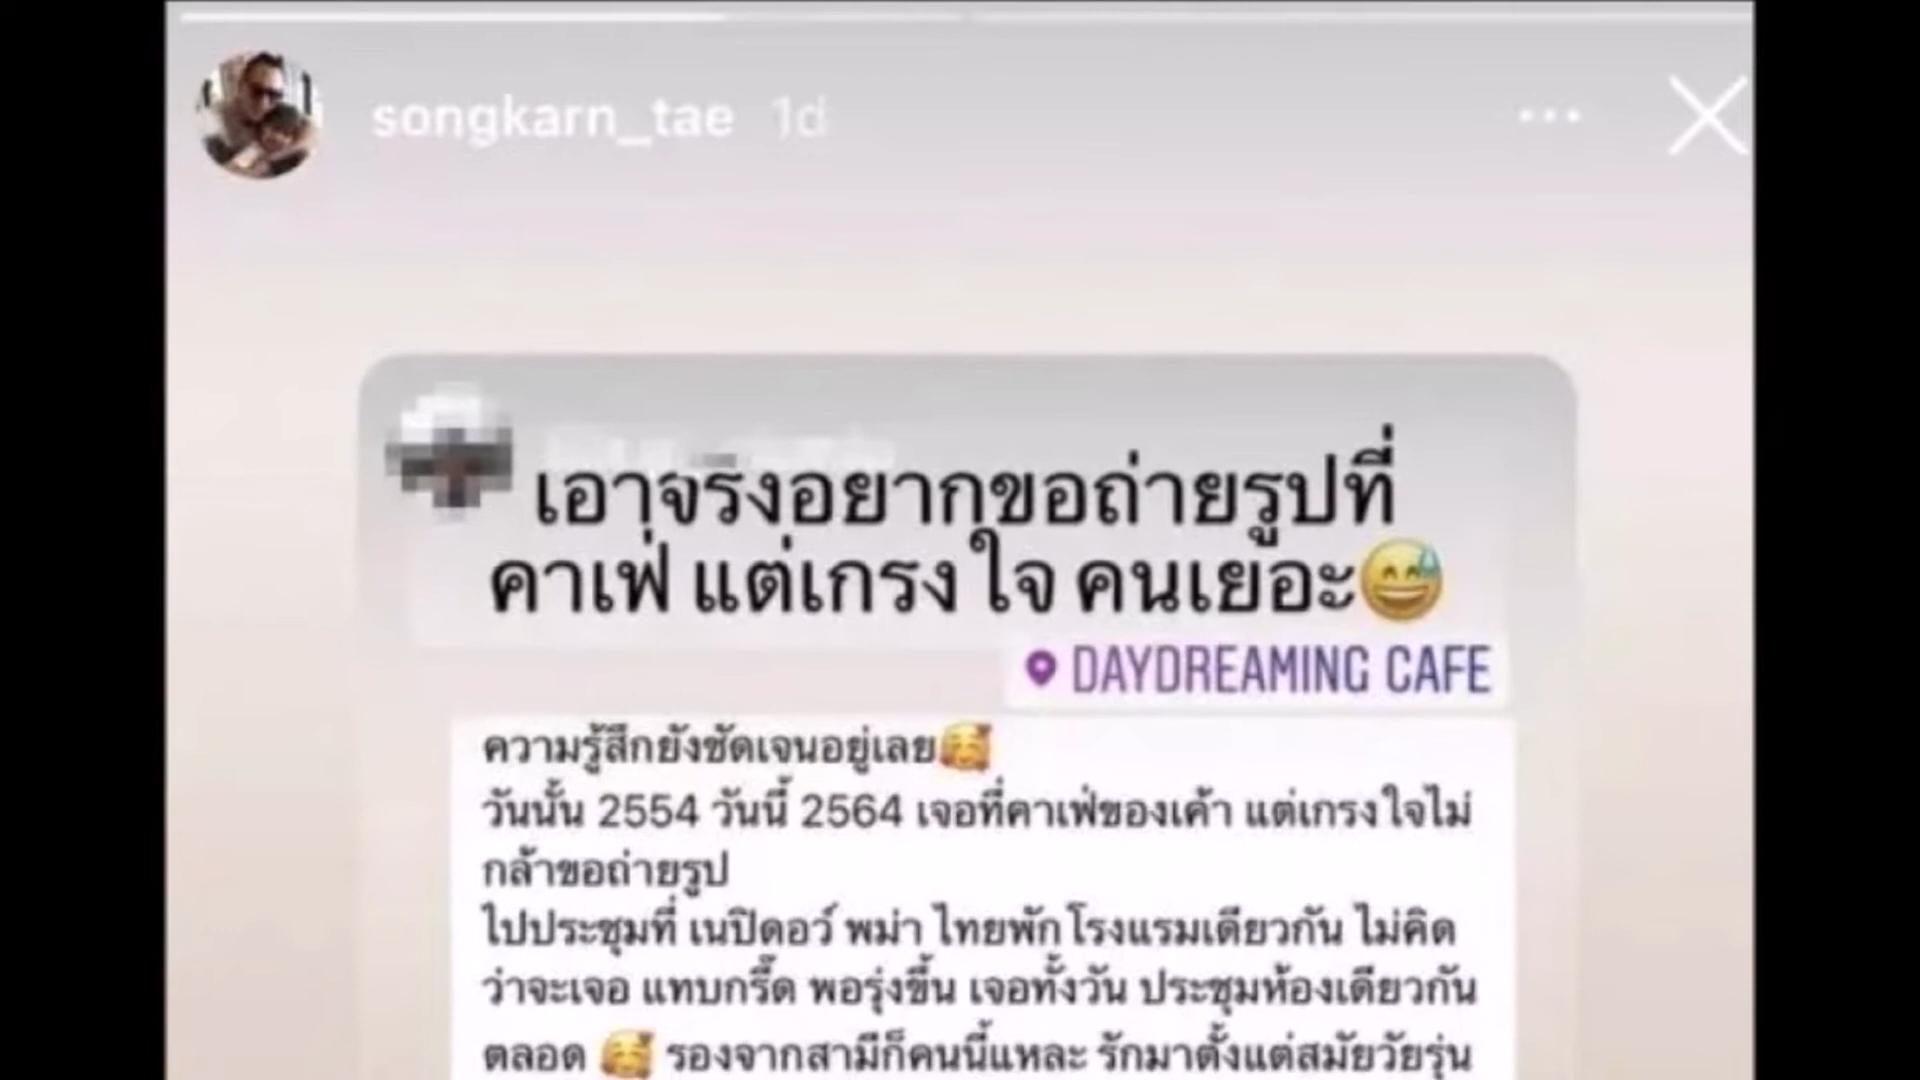 songkarn_tae 1d
เอาจริงอยากขอถ่ายรูปที่
คาเฟ่ แต่เกรงใจ คนเยอะ😅
DAYDREAMING CAFE
ความรู้สึกยังชัดเจนอยู่เลย🥰
วันนั้น 2554 วันนี้ 2564 เจอที่คาเฟ่ของเค้า แต่เกรงใจไม่
กล้าขอถ่ายรูป
ไปประชุมที่ เนปิดอว์ พม่า ไทยพักโรงแรมเดียวกัน ไม่คิด
ว่าจะเจอ แทบกรี๊ด พอรุ่งขึ้น เจอทั้งวัน ประชุมห้องเดียวกัน
ตลอด 🥰 รองจากสามีก็คนนี้แหละ รักมาตั้งแต่สมัยวัยรุ่น